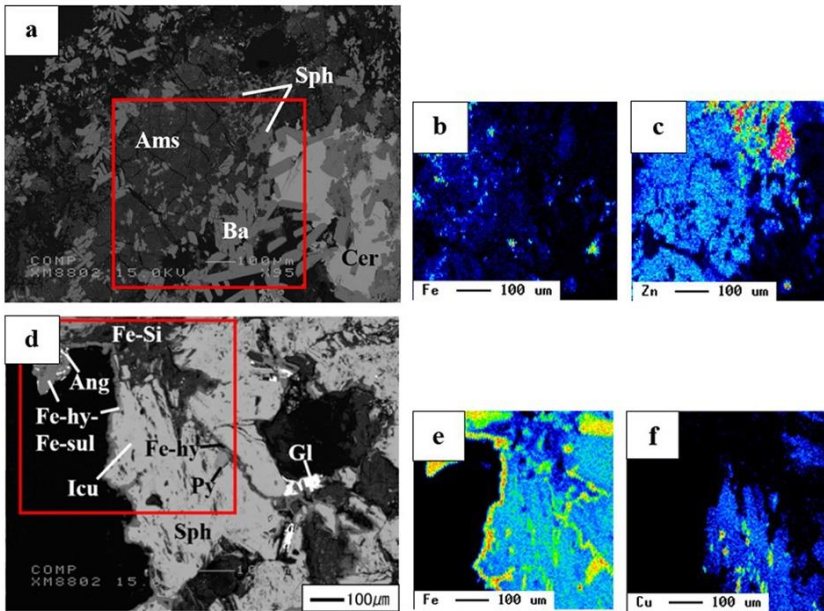 a
Sph
Ams
Ba
Cer
COMP 100μm
XM8802 15.0KV X95
b
Fe 100 um
c
Zn 100 um
d
Fe-Si
Ang
Fe-hy-
Fe-sul
Fe-hy
Gl
Icu
Py
Sph
COMP
XM8802 15.
100μm
e
Fe 100 um
f
Cu 100 um